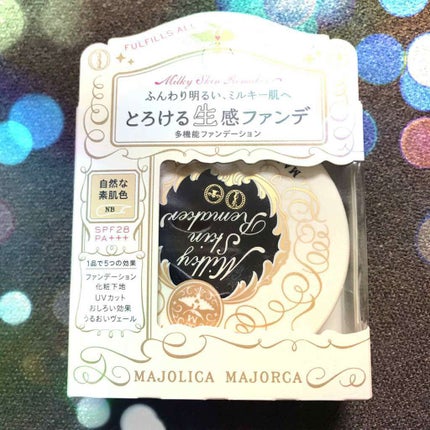 FULFILLS ALL
Milky Skin Remaker
ふんわり明るい、ミルキー肌へ
とろける生感ファンデ
多機能ファンデーション
自然な
素肌色
NB
SPF28
PA+++
1品で5つの効果
ファンデーション
化粧下地
UVカット
おしろい効果
うるおいヴェール
Milky
Skin
Remaker
MAJOLICA MAJORCA